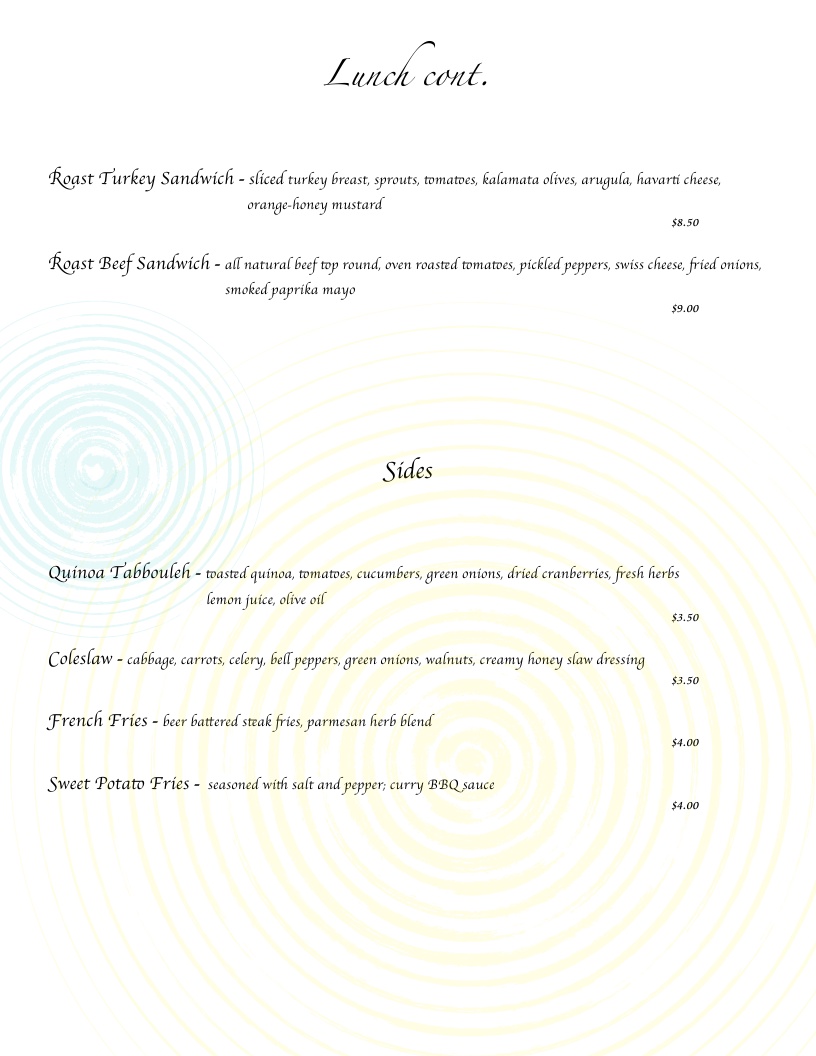 Lunch cont.
Roast Turkey Sandwich - sliced turkey breast, sprouts, tomatoes, kalamata olives, arugula, havarti cheese,
orange-honey mustard
$8.50
Roast Beef Sandwich - all natural beef top round, oven roasted tomatoes, pickled peppers, swiss cheese, fried onions,
smoked paprika mayo
$9.00
Sides
Quinoa Tabbouleh - toasted quinoa, tomatoes, cucumbers, green onions, dried cranberries, fresh herbs
lemon juice, olive oil
$3.50
Coleslaw - cabbage, carrots, celery, bell peppers, green onions, walnuts, creamy honey slaw dressing
$3.50
French Fries - beer battered steak fries, parmesan herb blend
$4.00
Sweet Potato Fries - seasoned with salt and pepper; curry BBQ sauce
$4.00